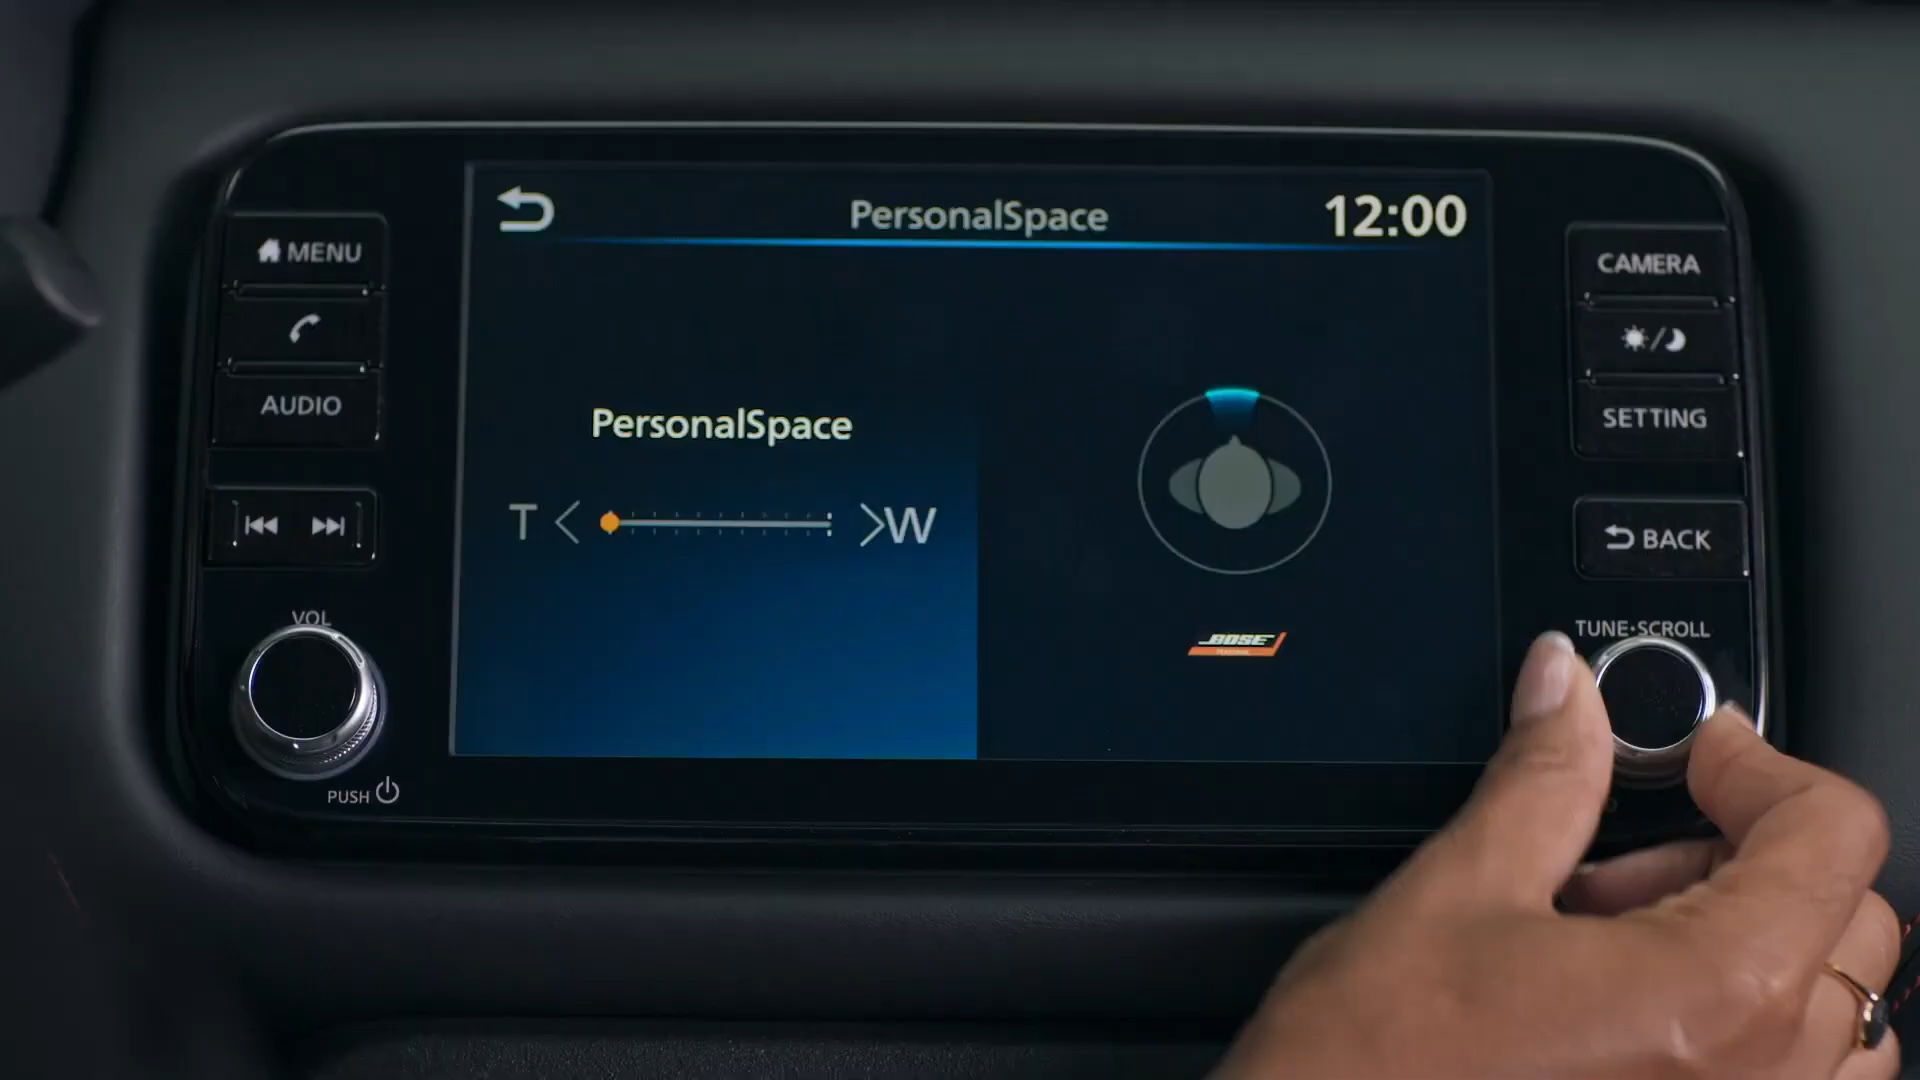 PersonalSpace
12:00
MENU
AUDIO
VOL
PUSH
PersonalSpace
T
W
BOSE
CAMERA
SETTING
BACK
TUNE·SCROLL